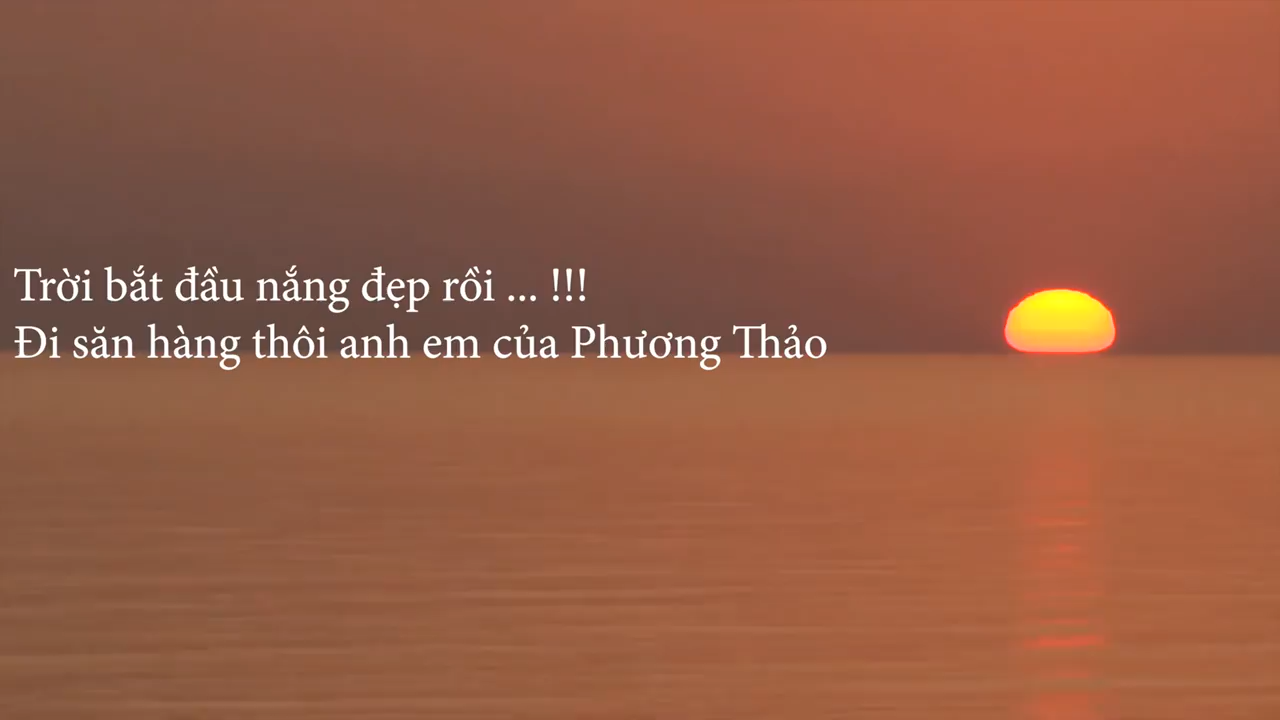 Trời bắt đầu nắng đẹp rồi ... !!!
Đi săn hàng thôi anh em của Phương Thảo